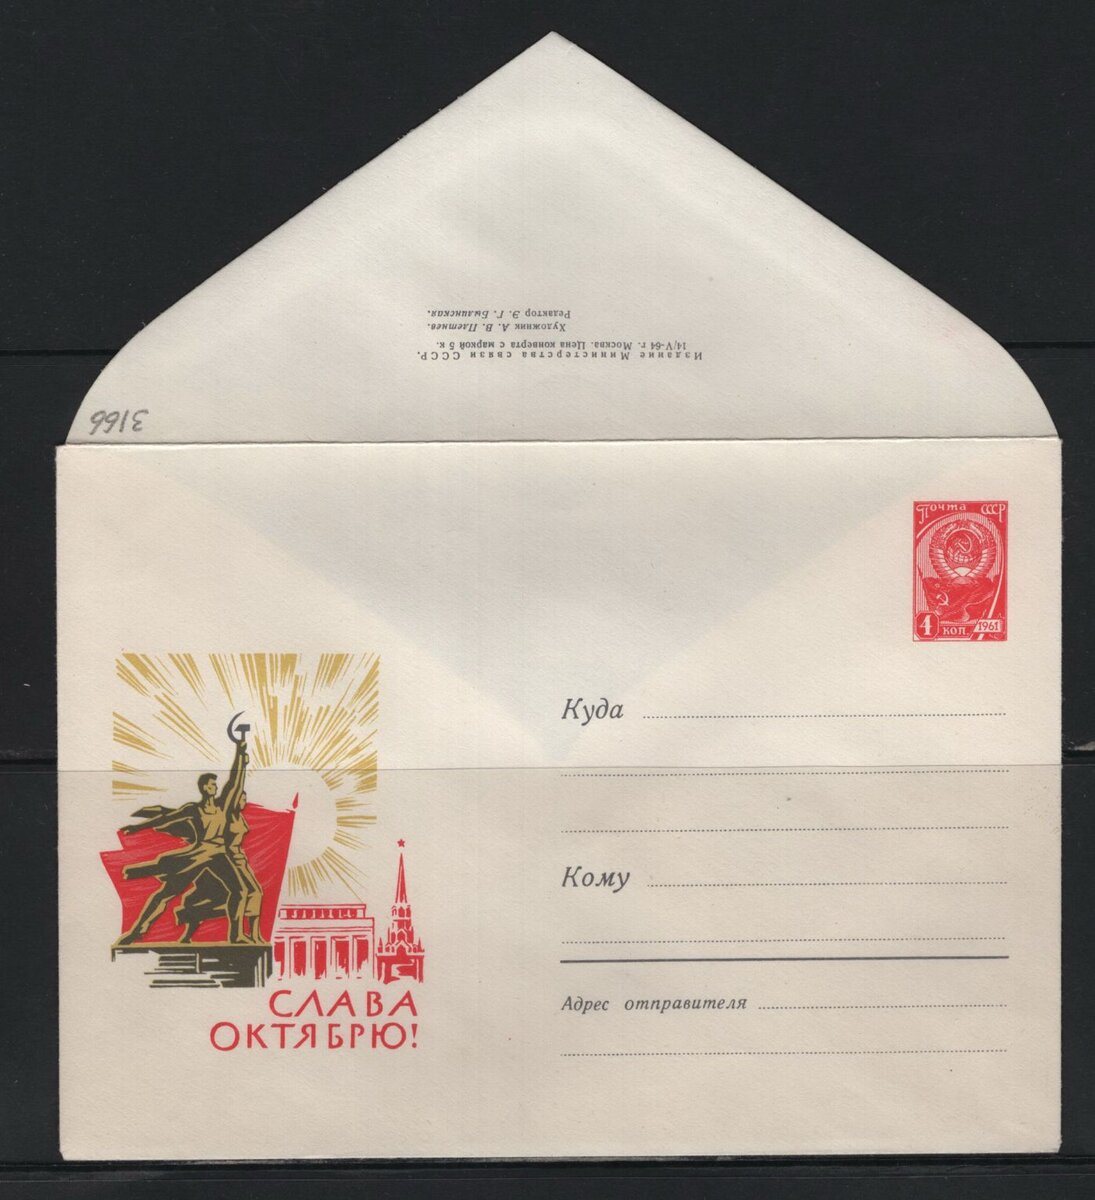 Издание Министерства связи СССР.
14/V-64 г. Москва. Цена конверта с маркой 5 к.
Художник А. В. Плетнев.
Редактор Э. Г. Былинская.
3166
Почта СССР
4 коп. 1961
Куда
Кому
Адрес отправителя
СЛАВА
ОКТЯБРЮ!